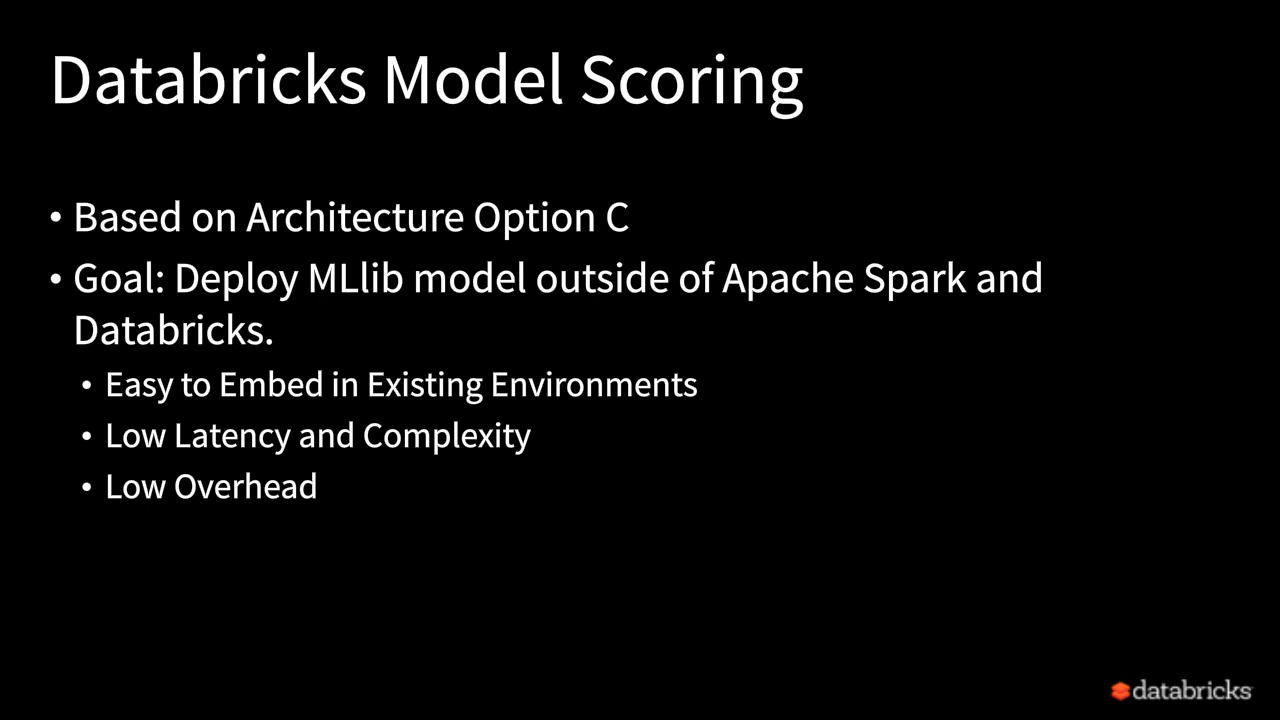 Databricks Model Scoring
• Based on Architecture Option C
• Goal: Deploy MLlib model outside of Apache Spark and
Databricks.
• Easy to Embed in Existing Environments
• Low Latency and Complexity
• Low Overhead
databricks